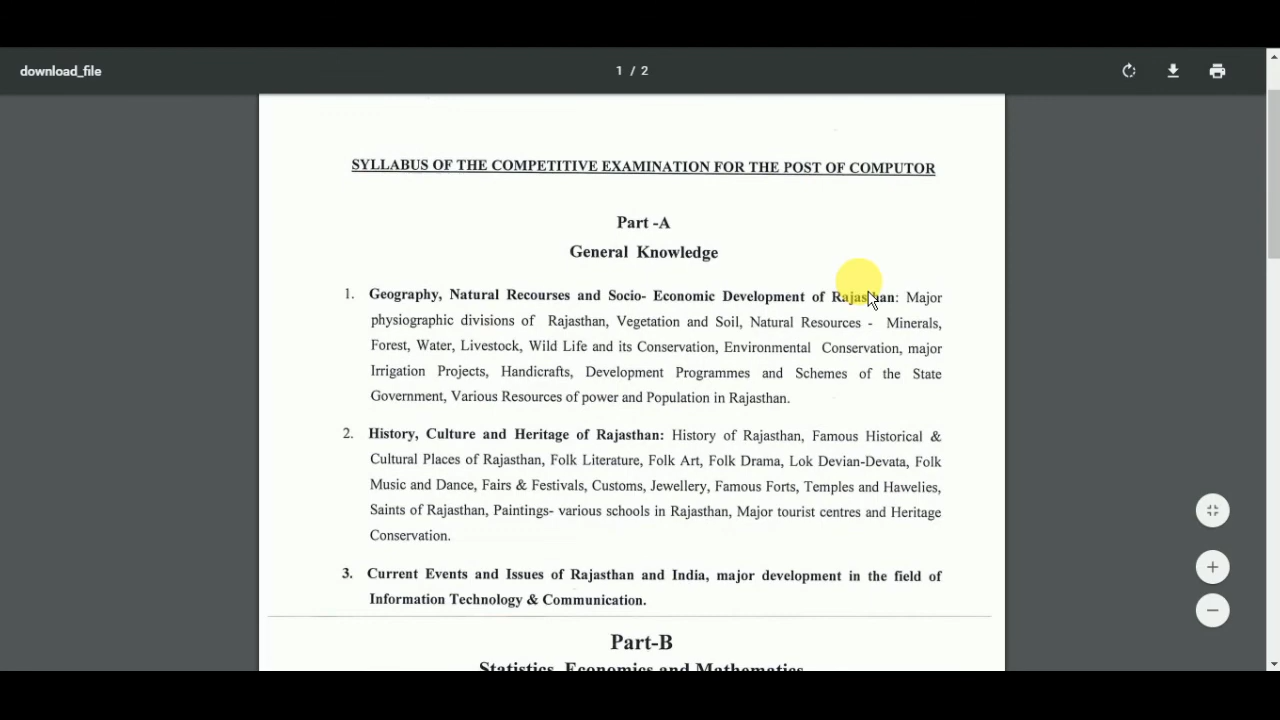 download_file
1 / 2
SYLLABUS OF THE COMPETITIVE EXAMINATION FOR THE POST OF COMPUTOR
Part -A
General Knowledge
1. Geography, Natural Recourses and Socio- Economic Development of Rajasthan: Major
physiographic divisions of Rajasthan, Vegetation and Soil, Natural Resources - Minerals,
Forest, Water, Livestock, Wild Life and its Conservation, Environmental Conservation, major
Irrigation Projects, Handicrafts, Development Programmes and Schemes of the State
Government, Various Resources of power and Population in Rajasthan.
2. History, Culture and Heritage of Rajasthan: History of Rajasthan, Famous Historical &
Cultural Places of Rajasthan, Folk Literature, Folk Art, Folk Drama, Lok Devian-Devata, Folk
Music and Dance, Fairs & Festivals, Customs, Jewellery, Famous Forts, Temples and Hawelies,
Saints of Rajasthan, Paintings- various schools in Rajasthan, Major tourist centres and Heritage
Conservation.
3. Current Events and Issues of Rajasthan and India, major development in the field of
Information Technology & Communication.
Part-B
Statistics, Economics and Mathematics